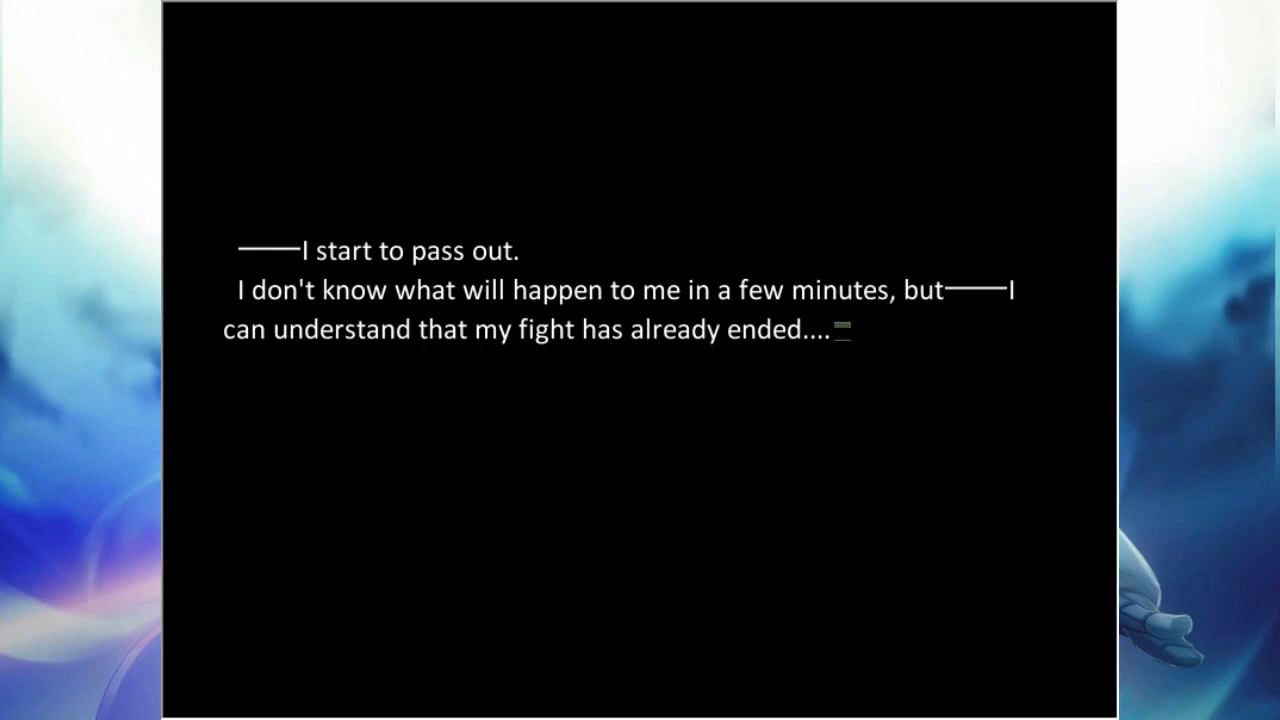 ———I start to pass out.
I don't know what will happen to me in a few minutes, but———I
can understand that my fight has already ended....